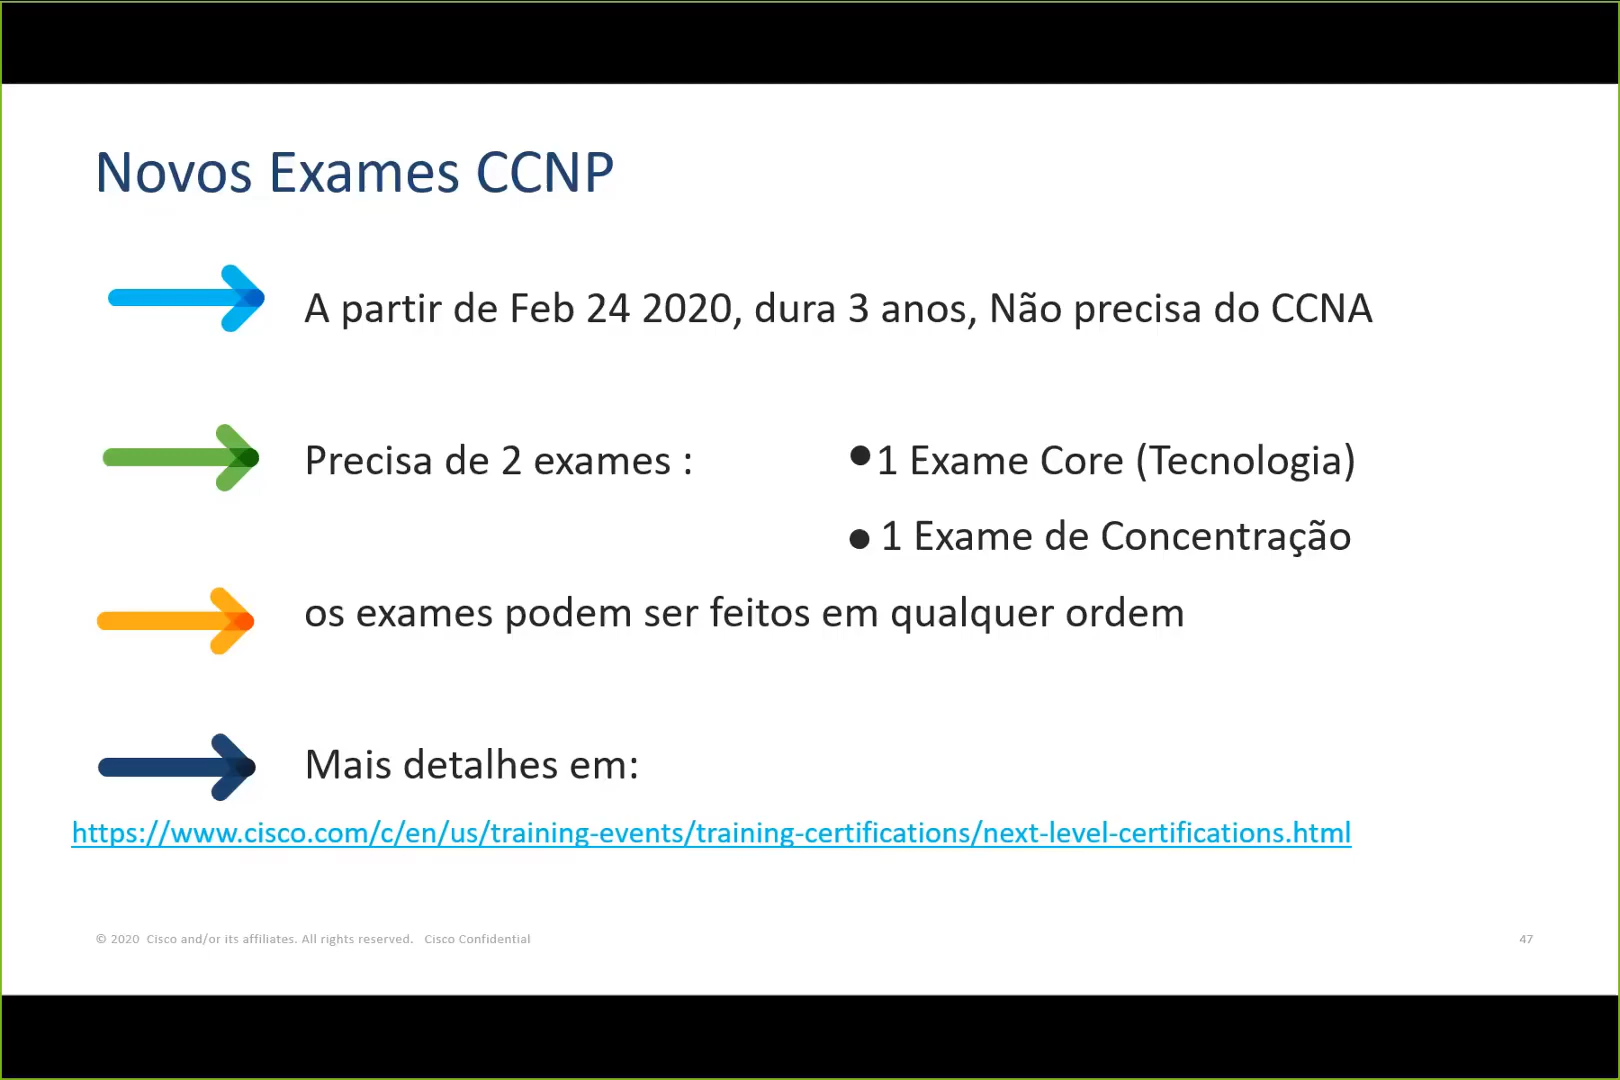 Novos Exames CCNP
A partir de Feb 24 2020, dura 3 anos, Não precisa do CCNA
Precisa de 2 exames :
•1 Exame Core (Tecnologia)
• 1 Exame de Concentração
os exames podem ser feitos em qualquer ordem
Mais detalhes em:
https://www.cisco.com/c/en/us/training-events/training-certifications/next-level-certifications.html
© 2020 Cisco and/or its affiliates. All rights reserved. Cisco Confidential
47